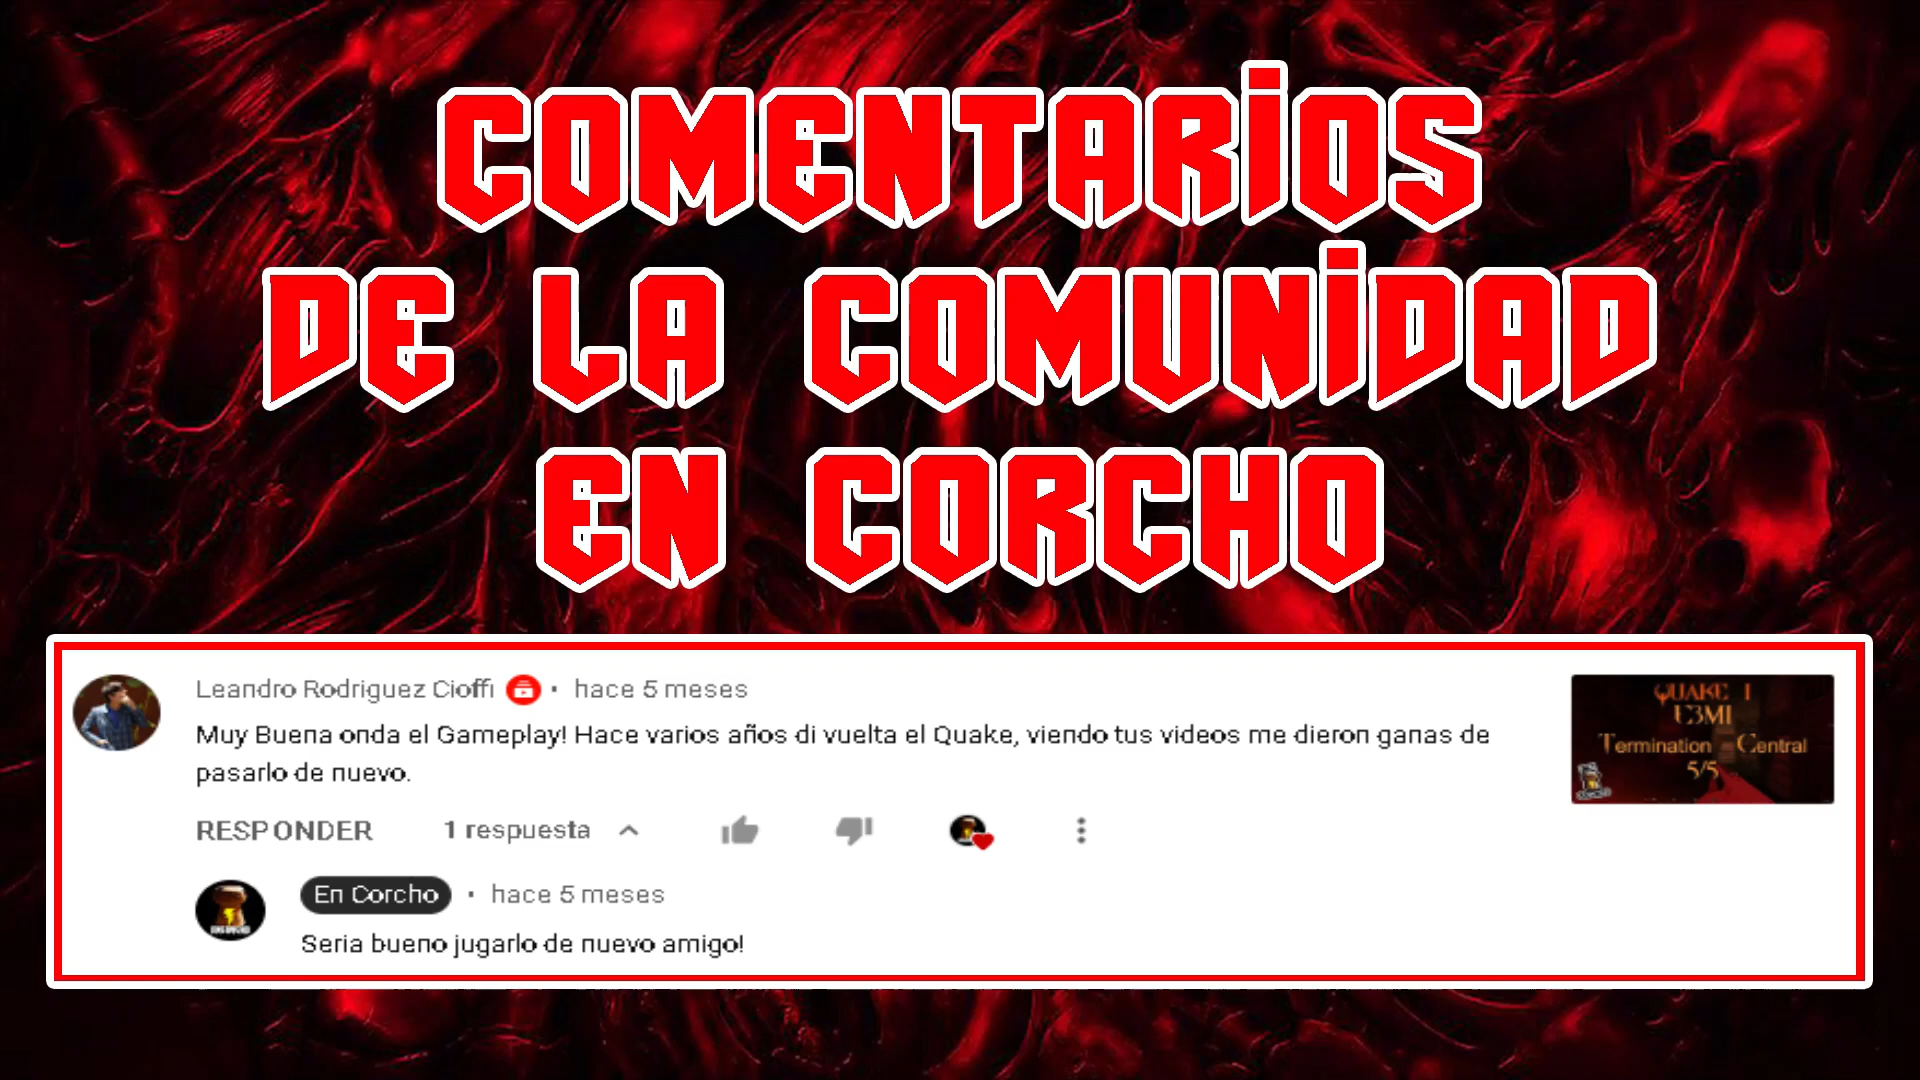 COMENTARIOS
DE LA COMUNIDAD
EN CORCHO
Leandro Rodriguez Cioffi • hace 5 meses
Muy Buena onda el Gameplay! Hace varios años di vuelta el Quake, viendo tus videos me dieron ganas de
pasarlo de nuevo.
RESPONDER 1 respuesta
En Corcho • hace 5 meses
Seria bueno jugarlo de nuevo amigo!
QUAKE I
E3M1
Termination Central
5/5